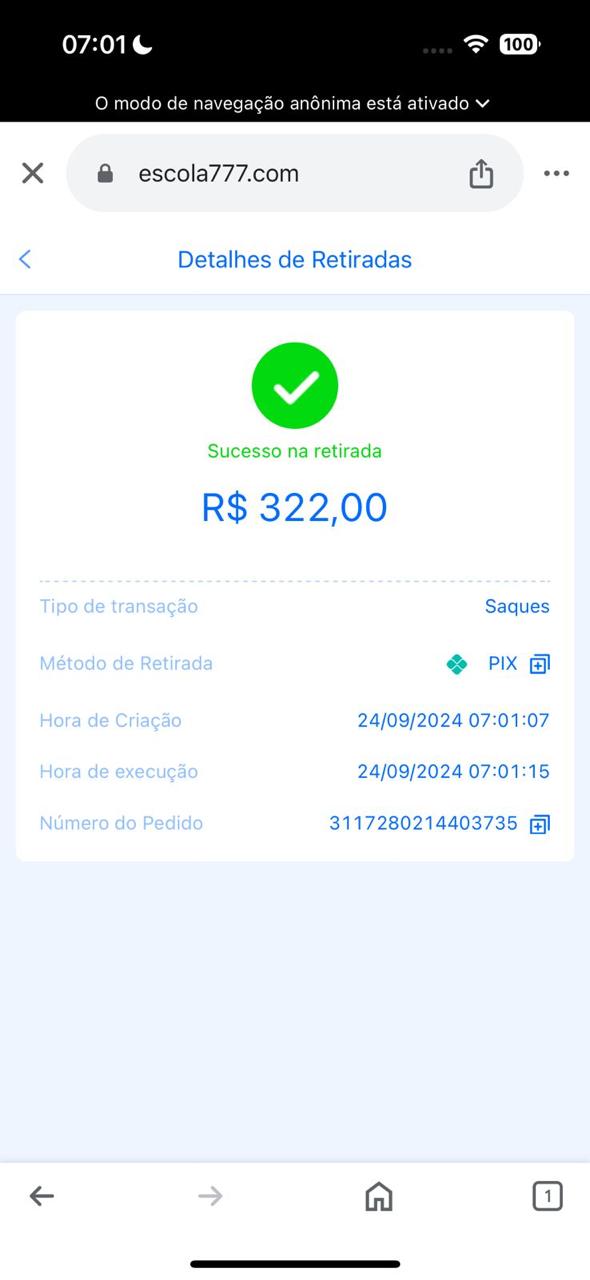 07:01
100
O modo de navegação anônima está ativado
escola777.com
Detalhes de Retiradas
Sucesso na retirada
R$ 322,00
Tipo de transação Saques
Método de Retirada PIX
Hora de Criação 24/09/2024 07:01:07
Hora de execução 24/09/2024 07:01:15
Número do Pedido 3117280214403735
1